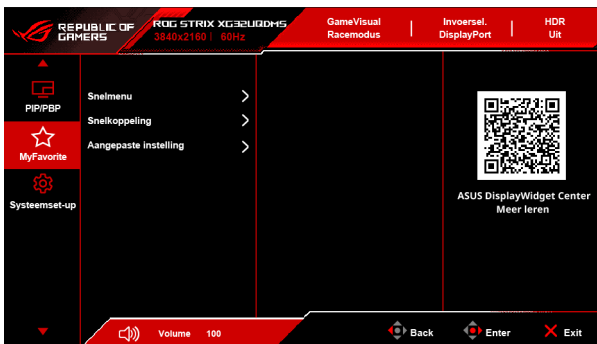 REPUBLIC OF
GAMERS
ROG STRIX XG32UQDMS
3840x2160 | 60Hz
GameVisual
Racemodus
Invoersel.
DisplayPort
HDR
Uit
PIP/PBP
MyFavorite
Systeemset-up
Snelmenu
Snelkoppeling
Aangepaste instelling
ASUS DisplayWidget Center
Meer leren
Volume 100
Back
Enter
Exit